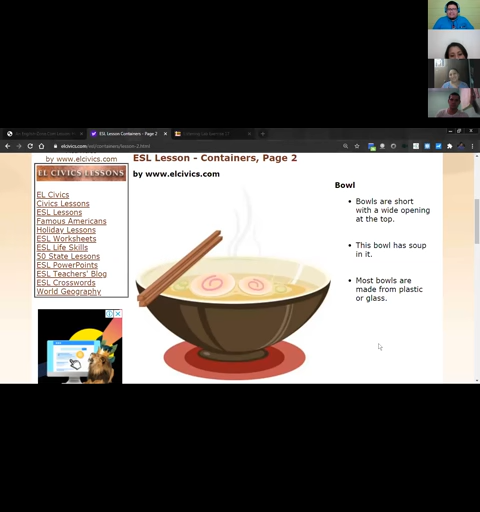 ESL Lesson Containers - Page 2
elcivics.com/esl/containers/lesson-2.html
by www.elcivics.com
EL CIVICS LESSONS
EL Civics
Civics Lessons
ESL Lessons
Famous Americans
Holiday Lessons
ESL Worksheets
ESL Life Skills
50 State Lessons
ESL PowerPoints
ESL Teachers' Blog
ESL Crosswords
World Geography
ESL Lesson - Containers, Page 2
by www.elcivics.com
Bowl
Bowls are short
with a wide opening
at the top.
This bowl has soup
in it.
Most bowls are
made from plastic
or glass.